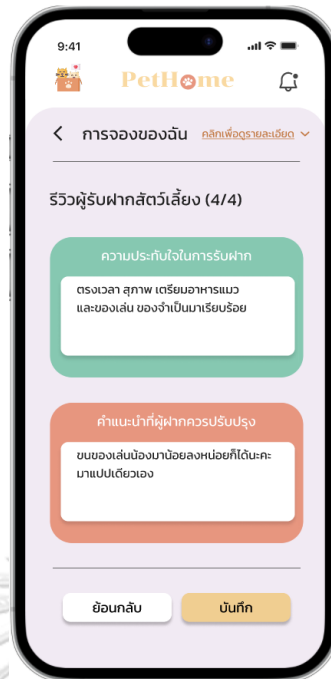 9:41
PetHome
การจองของฉัน คลิกเพื่อดูรายละเอียด
รีวิวผู้รับฝากสัตว์เลี้ยง (4/4)
ความประทับใจในการรับฝาก
ตรงเวลา สุภาพ เตรียมอาหารแมว
และของเล่น ของจำเป็นมาเรียบร้อย
คำแนะนำที่ผู้ฝากควรปรับปรุง
ขนของเล่นน้องมาน้อยลงหน่อยก็ได้นะคะ
มาแปปเดียวเอง
ย้อนกลับ บันทึก